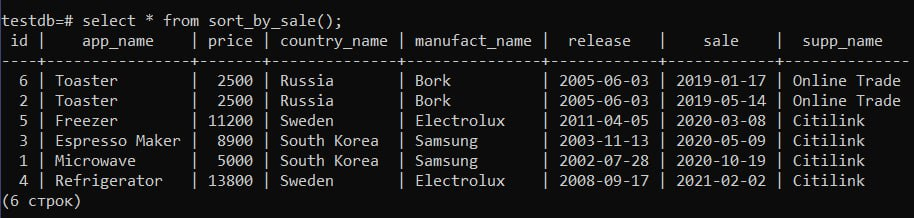 testdb=# select * from sort_by_sale();
 id |    app_name    | price | country_name | manufact_name |  release   |    sale    |  supp_name
----+----------------+-------+--------------+---------------+------------+------------+--------------
  6 | Toaster        |  2500 | Russia       | Bork          | 2005-06-03 | 2019-01-17 | Online Trade
  2 | Toaster        |  2500 | Russia       | Bork          | 2005-06-03 | 2019-05-14 | Online Trade
  5 | Freezer        | 11200 | Sweden       | Electrolux    | 2011-04-05 | 2020-03-08 | Citilink
  3 | Espresso Maker |  8900 | South Korea  | Samsung       | 2003-11-13 | 2020-05-09 | Citilink
  1 | Microwave      |  5000 | South Korea  | Samsung       | 2002-07-28 | 2020-10-19 | Citilink
  4 | Refrigerator   | 13800 | Sweden       | Electrolux    | 2008-09-17 | 2021-02-02 | Citilink
(6 строк)